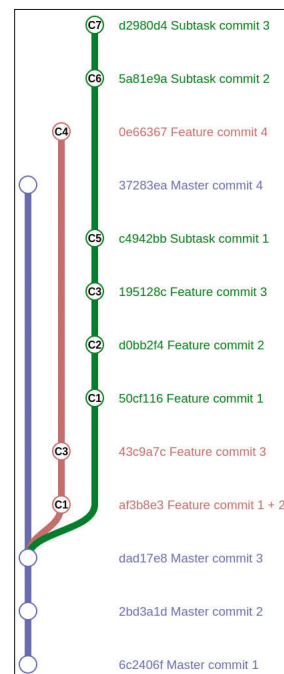 C7 d2980d4 Subtask commit 3
C6 5a81e9a Subtask commit 2
C4 0e66367 Feature commit 4
37283ea Master commit 4
C5 c4942bb Subtask commit 1
C3 195128c Feature commit 3
C2 d0bb2f4 Feature commit 2
C1 50cf116 Feature commit 1
C3 43c9a7c Feature commit 3
C1 af3b8e3 Feature commit 1 + 2
dad17e8 Master commit 3
2bd3a1d Master commit 2
6c2406f Master commit 1